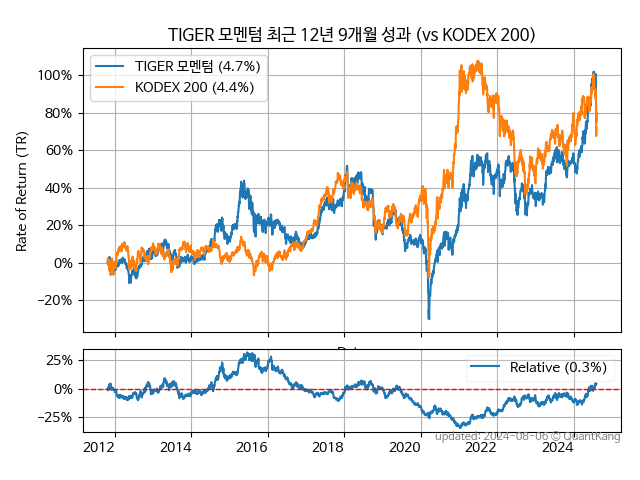 TIGER 모멘텀 최근 12년 9개월 성과 (vs KODEX 200)
TIGER 모멘텀 (4.7%)
KODEX 200 (4.4%)
Rate of Return (TR)
100%
80%
60%
40%
20%
0%
−20%
Relative (0.3%)
25%
0%
−25%
2012 2014 2016 2018 2020 2022 2024
updated: 2024-08-06 © QuantKang